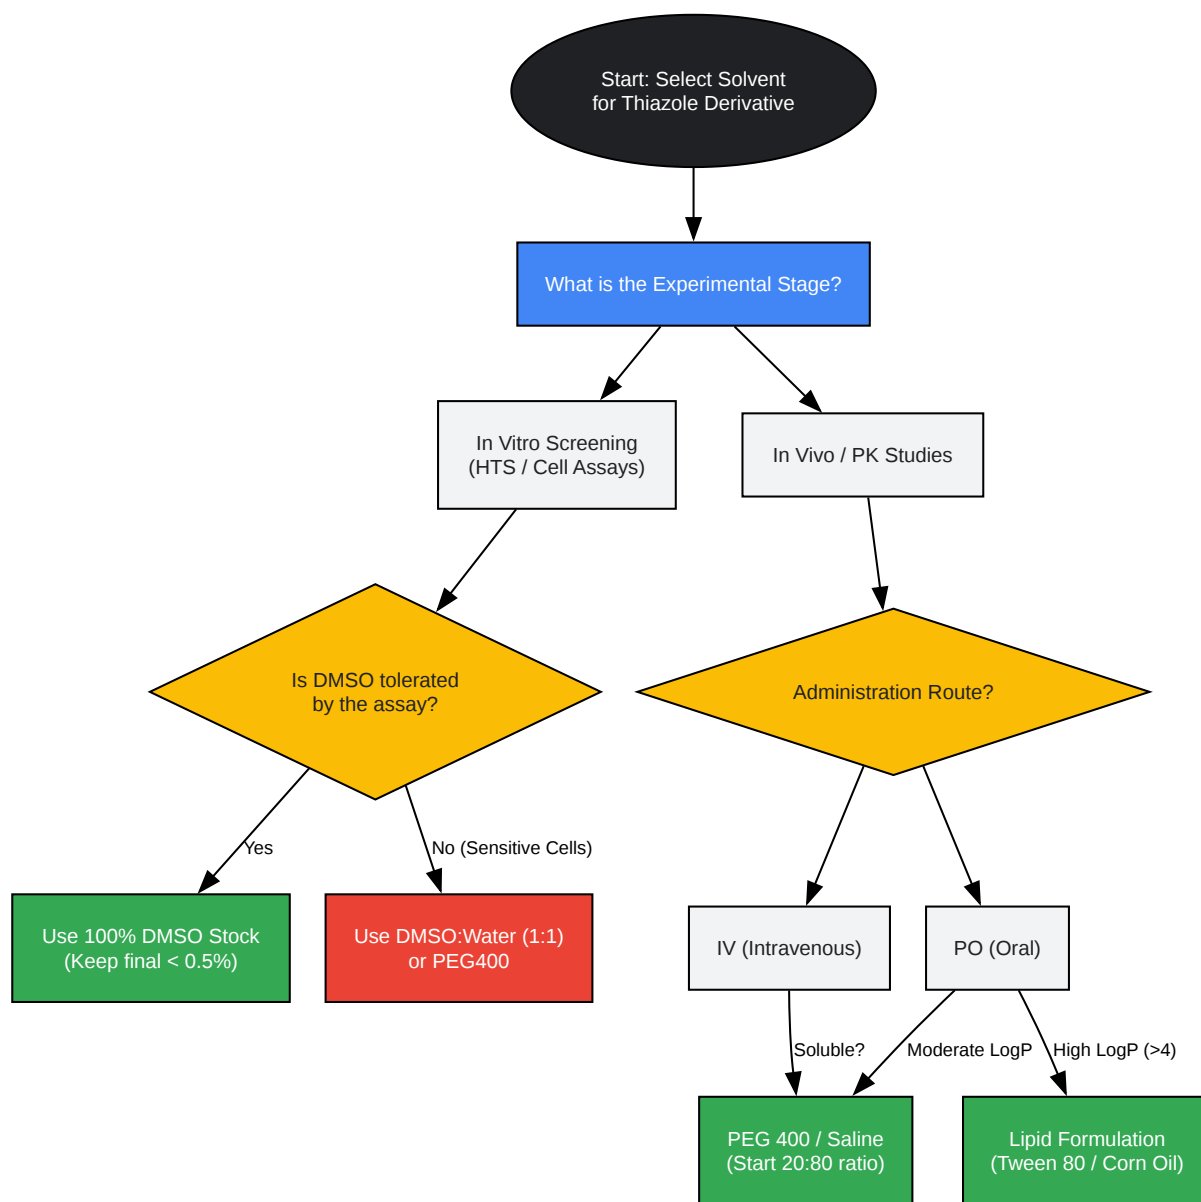 Start: Select Solvent
for Thiazole Derivative
What is the Experimental Stage?
In Vitro Screening
(HTS / Cell Assays)
In Vivo / PK Studies
Is DMSO tolerated
by the assay?
Administration Route?
Yes
No (Sensitive Cells)
Use 100% DMSO Stock
(Keep final < 0.5%)
Use DMSO:Water (1:1)
or PEG400
IV (Intravenous)
PO (Oral)
Soluble?
Moderate LogP
High LogP (>4)
PEG 400 / Saline
(Start 20:80 ratio)
Lipid Formulation
(Tween 80 / Corn Oil)